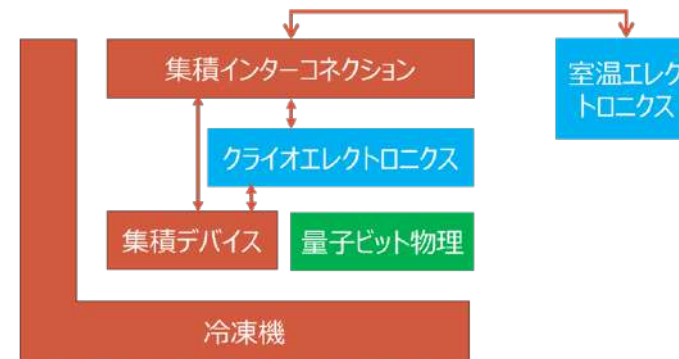 集積インターコネクション
室温エレク
トロニクス
クライオエレクトロニクス
集積デバイス
量子ビット物理
冷凍機